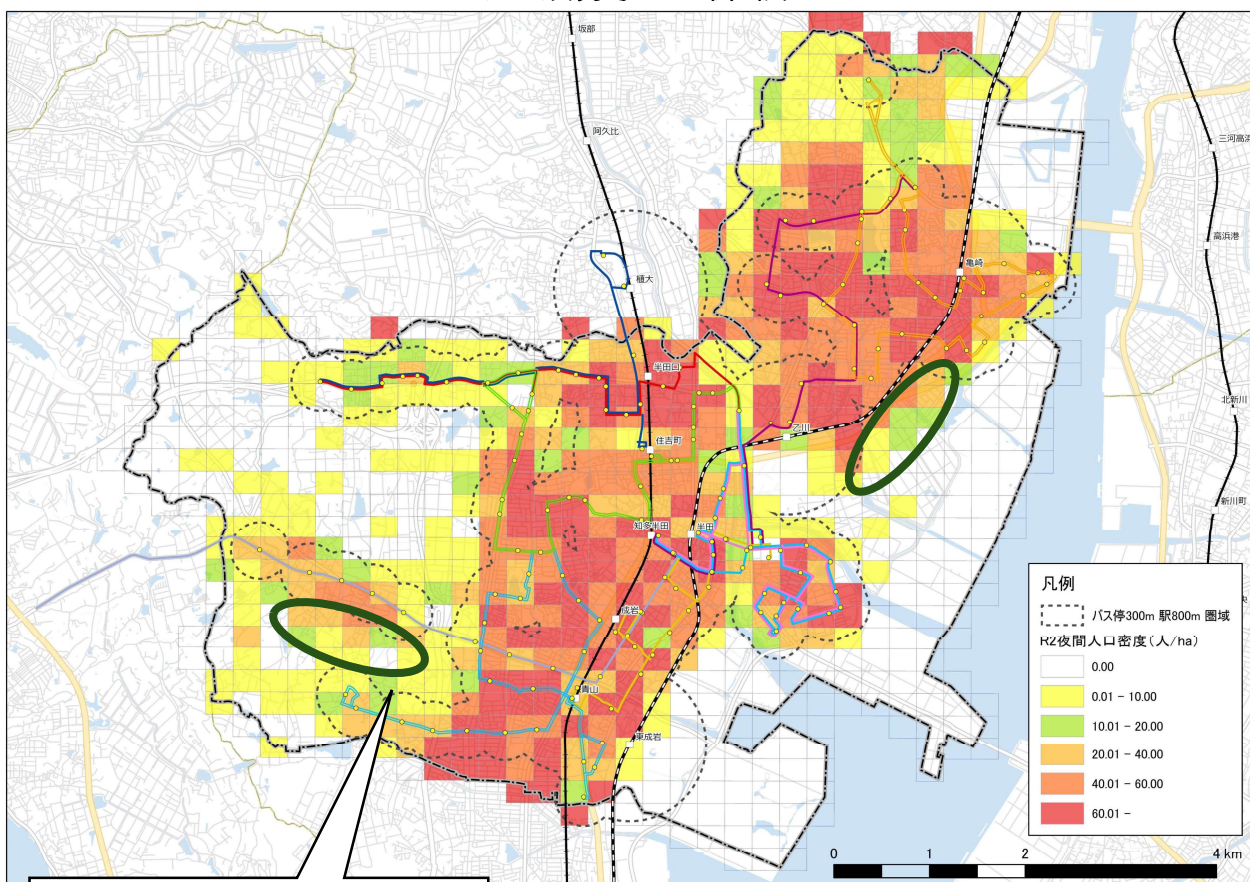 坂部
阿久比
三河高浜
植大
高浜港
亀崎
半田口
北新川
乙川
住吉町
新川町
知多半田
半田
成岩
青山
東成岩
凡例
バス停300m 駅800m 圏域
R2夜間人口密度(人/ha)
0.00
0.01 - 10.00
10.01 - 20.00
20.01 - 40.00
40.01 - 60.00
60.01 -
0 1 2 4 km